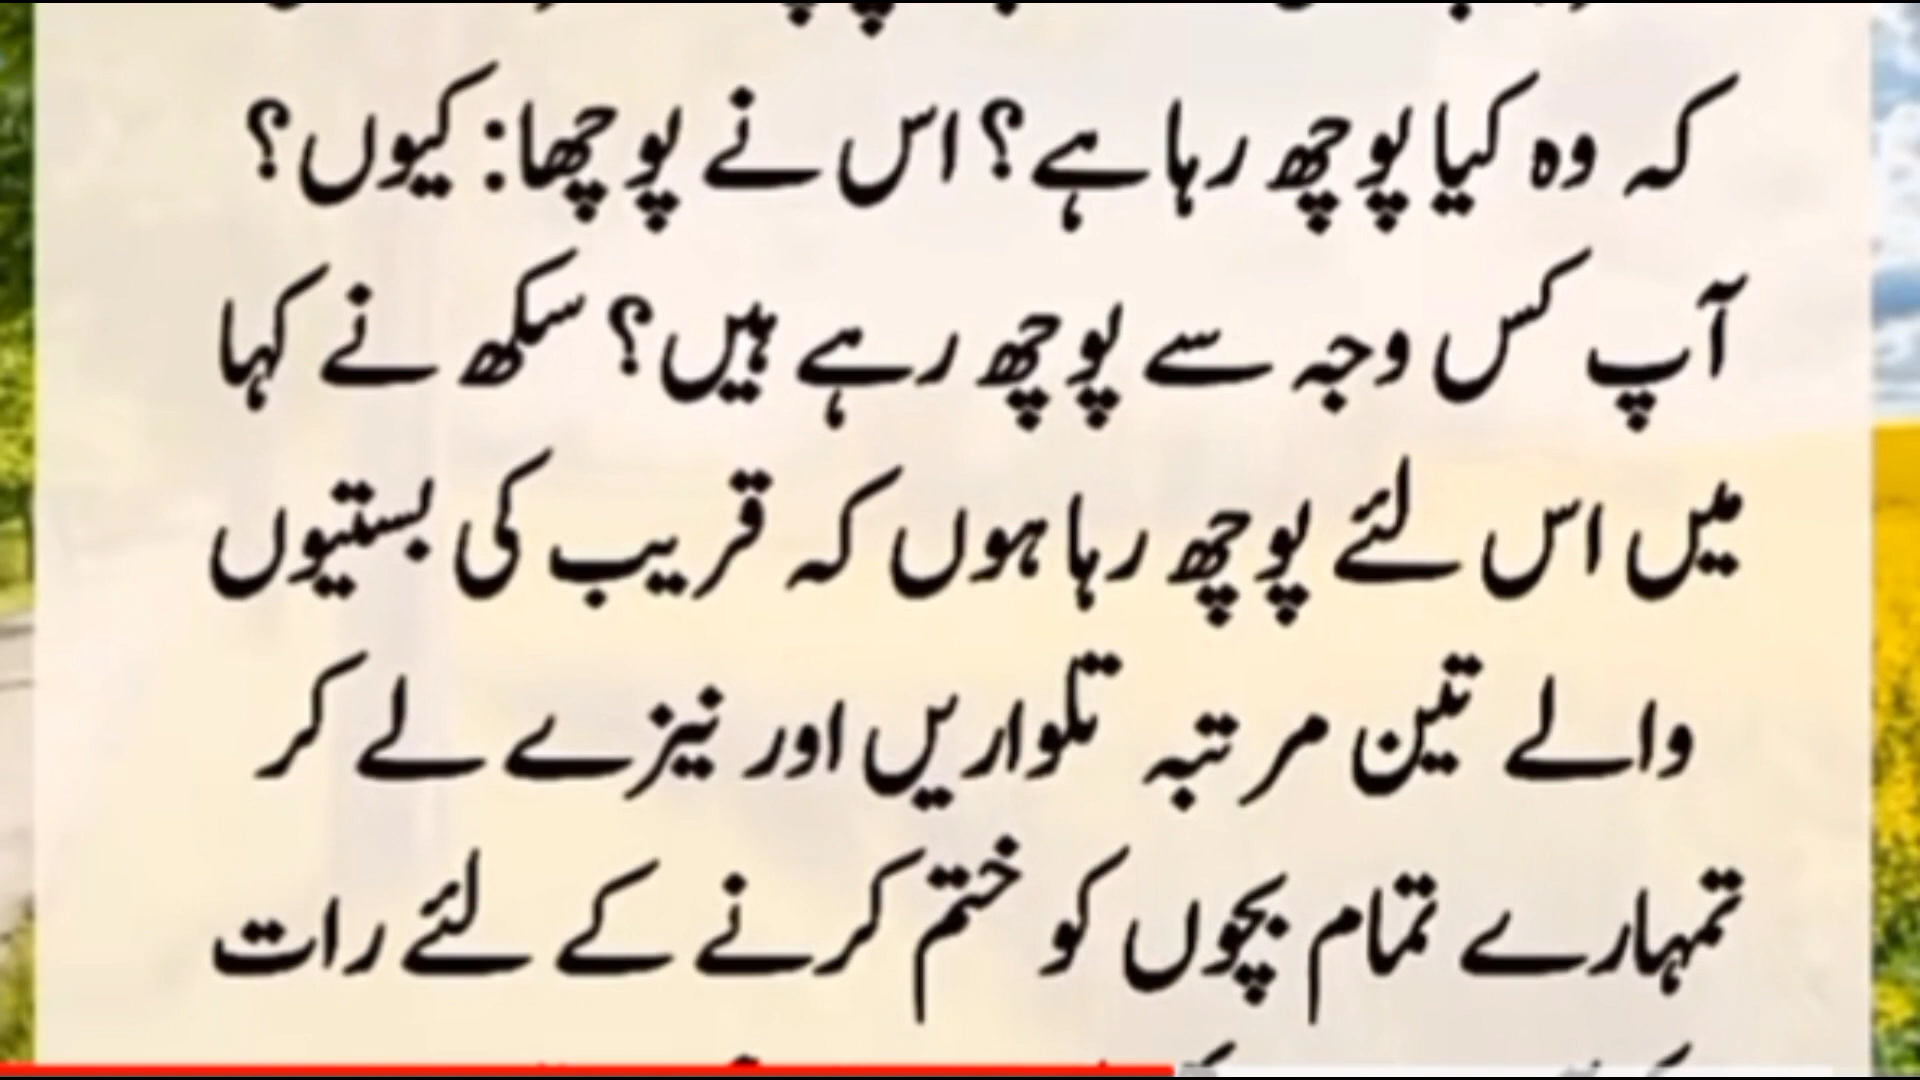 کہ وہ کیا پوچھ رہا ہے؟ اس نے پوچھا: کیوں؟
آپ کس وجہ سے پوچھ رہے ہیں؟ سکھ نے کہا
میں اس لئے پوچھ رہا ہوں کہ قریب کی بستیوں
والے تین مرتبہ تلواریں اور نیزے لے کر
تمہارے تمام بچوں کو ختم کرنے کے لئے رات